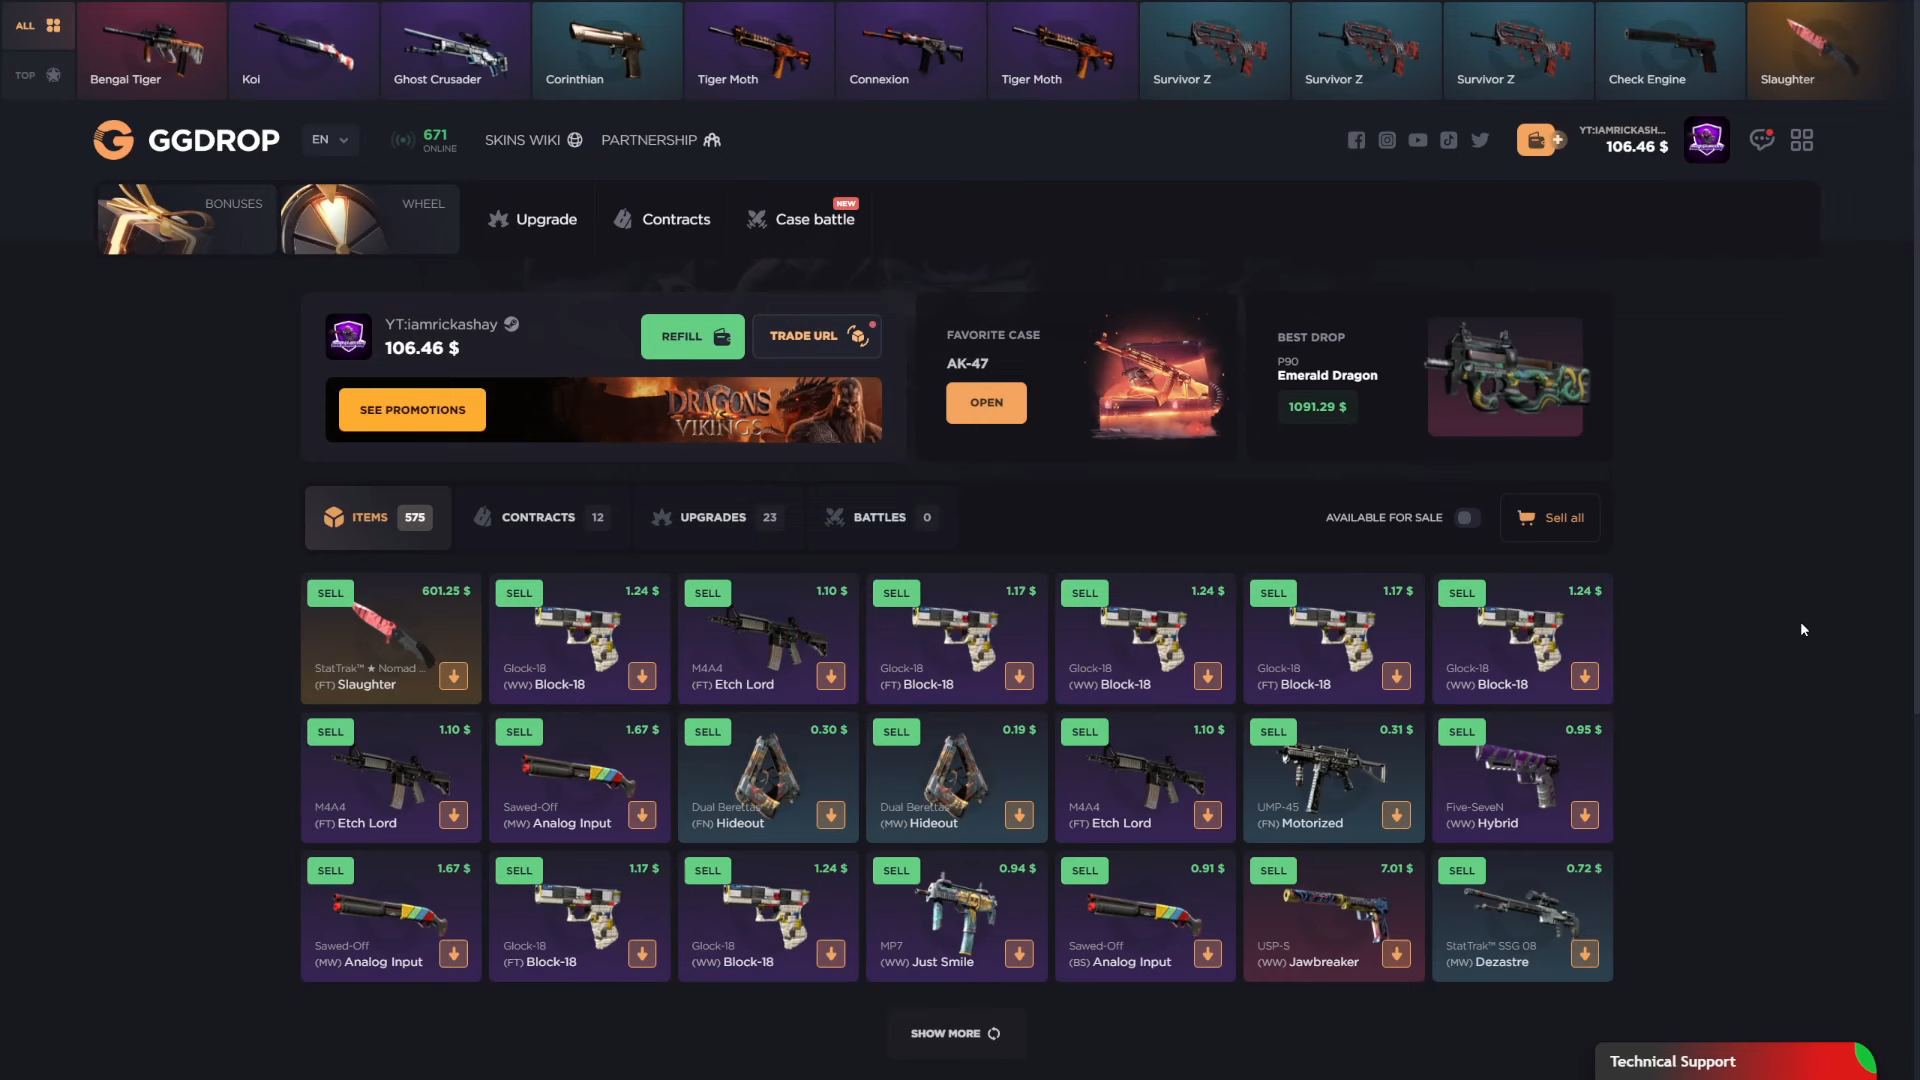 ALL
TOP
Bengal Tiger
Koi
Ghost Crusader
Corinthian
Tiger Moth
Connexion
Tiger Moth
Survivor Z
Survivor Z
Survivor Z
Check Engine
Slaughter
GGDROP
EN
671
ONLINE
SKINS WIKI
PARTNERSHIP
YT:IAMRICKASH...
106.46 $
BONUSES
WHEEL
Upgrade
Contracts
NEW
Case battle
YT:iamrickashay
106.46 $
REFILL
TRADE URL
SEE PROMOTIONS
DRAGONS
VIKINGS
FAVORITE CASE
AK-47
OPEN
BEST DROP
P90
Emerald Dragon
1091.29 $
ITEMS 575
CONTRACTS 12
UPGRADES 23
BATTLES 0
AVAILABLE FOR SALE
Sell all
SELL 601.25 $
StatTrak™ ★ Nomad ...
(FT) Slaughter
SELL 1.24 $
Glock-18
(WW) Block-18
SELL 1.10 $
M4A4
(FT) Etch Lord
SELL 1.17 $
Glock-18
(FT) Block-18
SELL 1.24 $
Glock-18
(WW) Block-18
SELL 1.17 $
Glock-18
(FT) Block-18
SELL 1.24 $
Glock-18
(WW) Block-18
SELL 1.10 $
M4A4
(FT) Etch Lord
SELL 1.67 $
Sawed-Off
(MW) Analog Input
SELL 0.30 $
Dual Berettas
(FN) Hideout
SELL 0.19 $
Dual Berettas
(MW) Hideout
SELL 1.10 $
M4A4
(FT) Etch Lord
SELL 0.31 $
UMP-45
(FN) Motorized
SELL 0.95 $
Five-SeveN
(WW) Hybrid
SELL 1.67 $
Sawed-Off
(MW) Analog Input
SELL 1.17 $
Glock-18
(FT) Block-18
SELL 1.24 $
Glock-18
(WW) Block-18
SELL 0.94 $
MP7
(WW) Just Smile
SELL 0.91 $
Sawed-Off
(BS) Analog Input
SELL 7.01 $
USP-S
(WW) Jawbreaker
SELL 0.72 $
StatTrak™ SSG 08
(MW) Dezastre
SHOW MORE
Technical Support